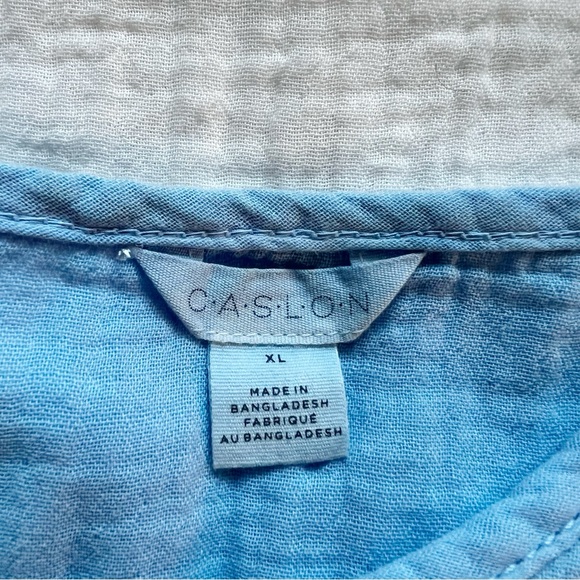 C·A·S·L·O·N
XL
MADE IN
BANGLADESH
FABRIQUÉ
AU BANGLADESH